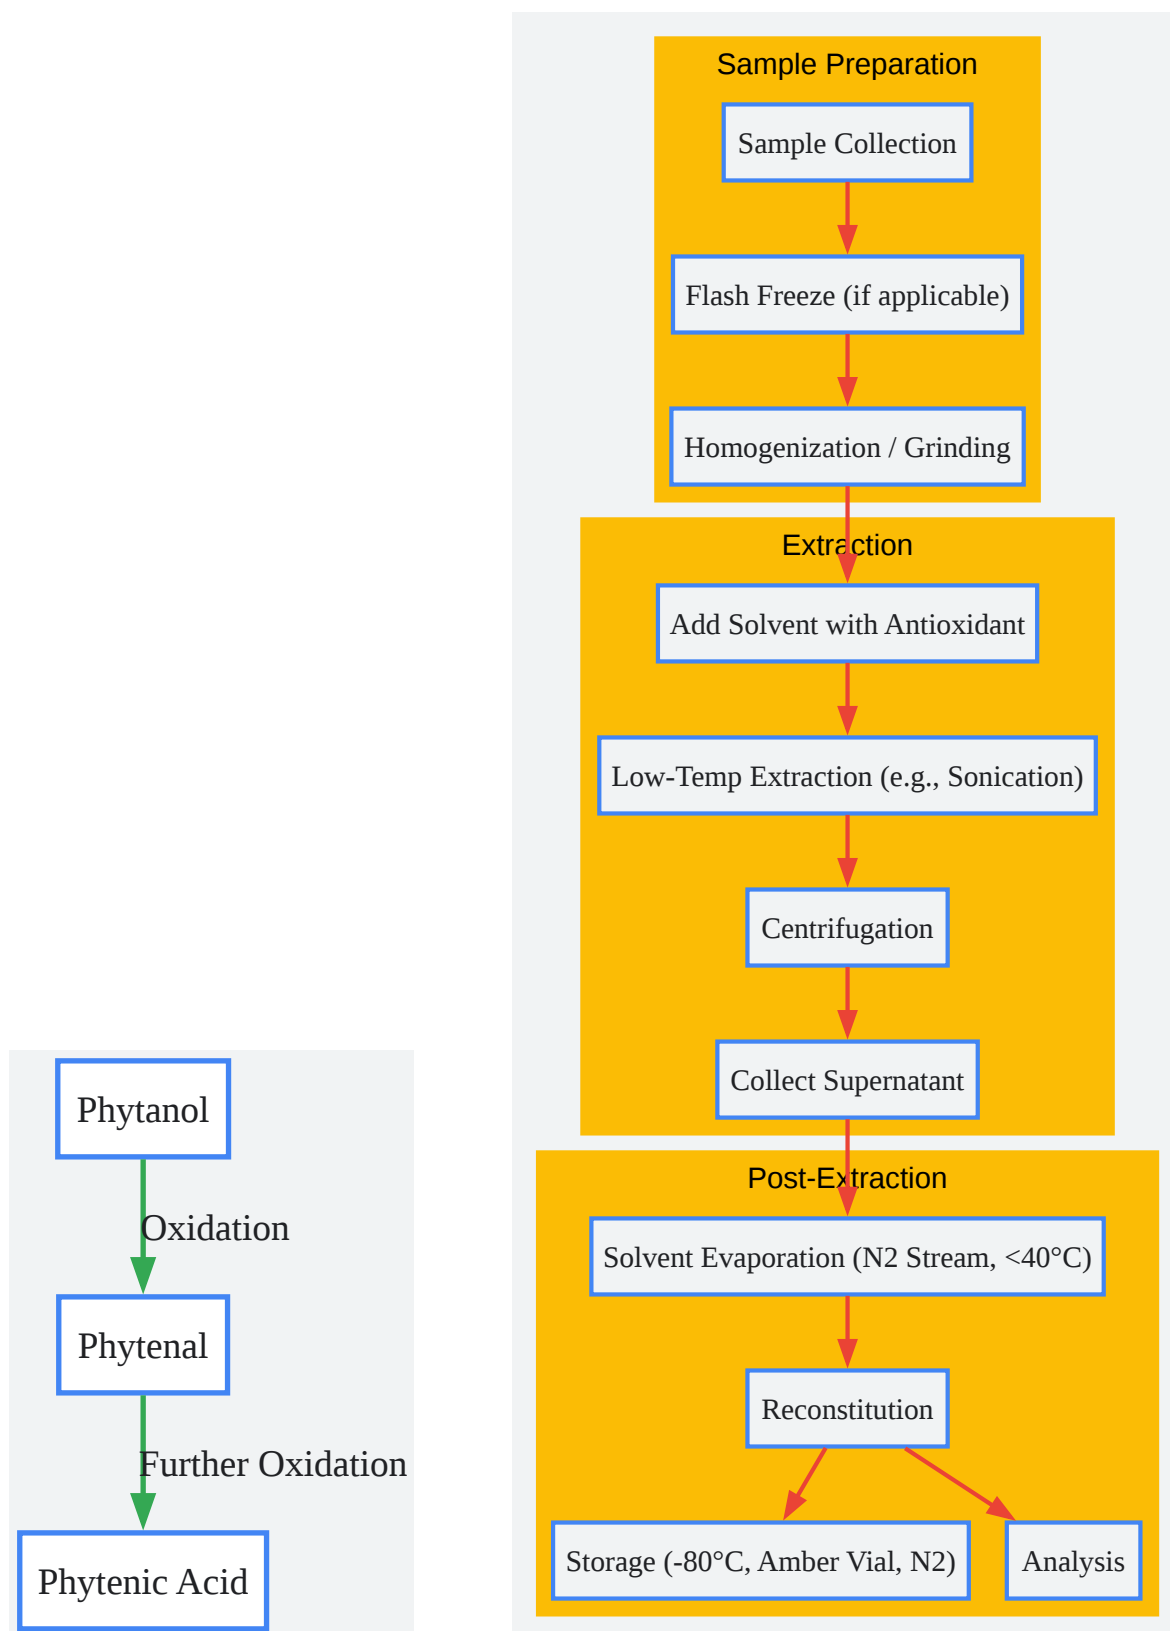 Sample Preparation
Sample Collection
Flash Freeze (if applicable)
Homogenization / Grinding
Extraction
Add Solvent with Antioxidant
Low-Temp Extraction (e.g., Sonication)
Centrifugation
Collect Supernatant
Post-Extraction
Solvent Evaporation (N2 Stream, <40°C)
Reconstitution
Storage (-80°C, Amber Vial, N2)
Analysis
Phytanol
Oxidation
Phytenal
Further Oxidation
Phytenic Acid